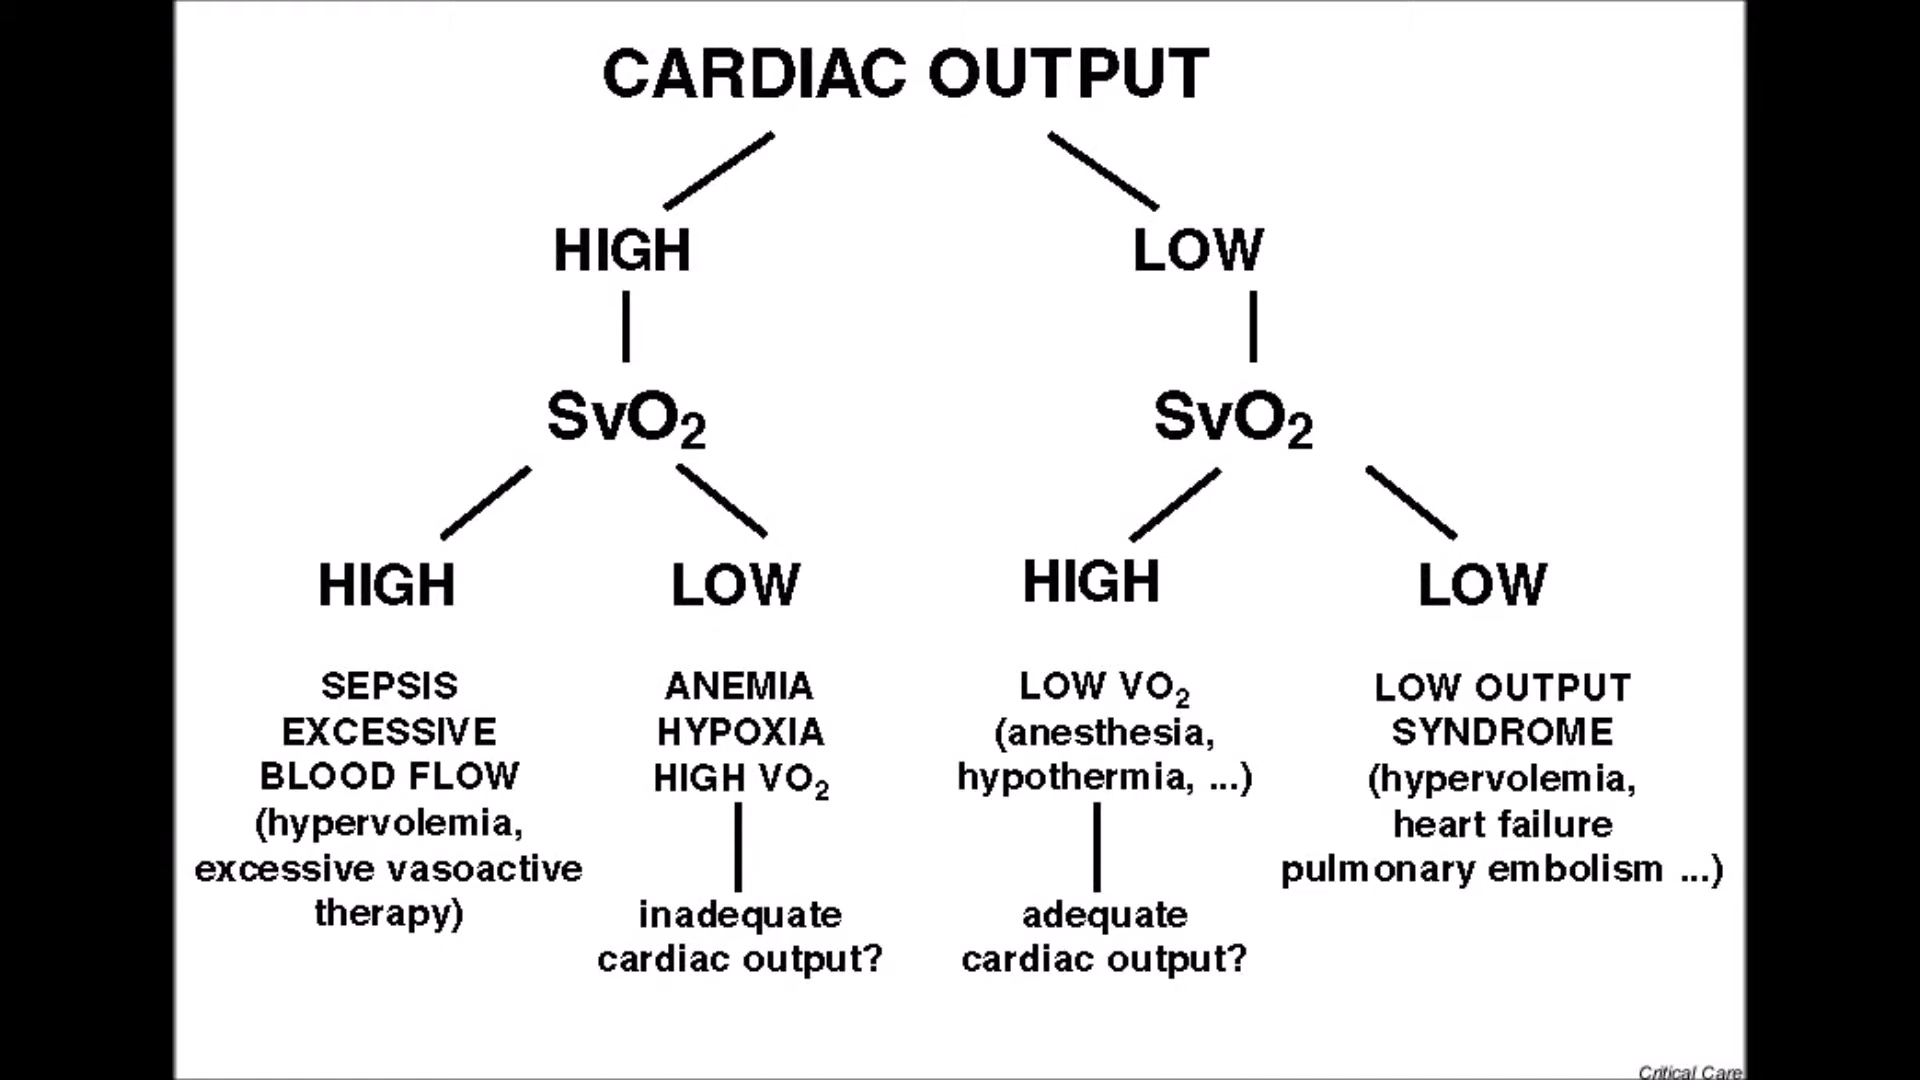 CARDIAC OUTPUT
HIGH
LOW
SvO₂
SvO₂
HIGH
LOW
HIGH
LOW
SEPSIS
EXCESSIVE
BLOOD FLOW
(hypervolemia,
excessive vasoactive
therapy)
ANEMIA
HYPOXIA
HIGH VO₂
inadequate
cardiac output?
LOW VO₂
(anesthesia,
hypothermia, ...)
adequate
cardiac output?
LOW OUTPUT
SYNDROME
(hypervolemia,
heart failure
pulmonary embolism ...)
Critical Care